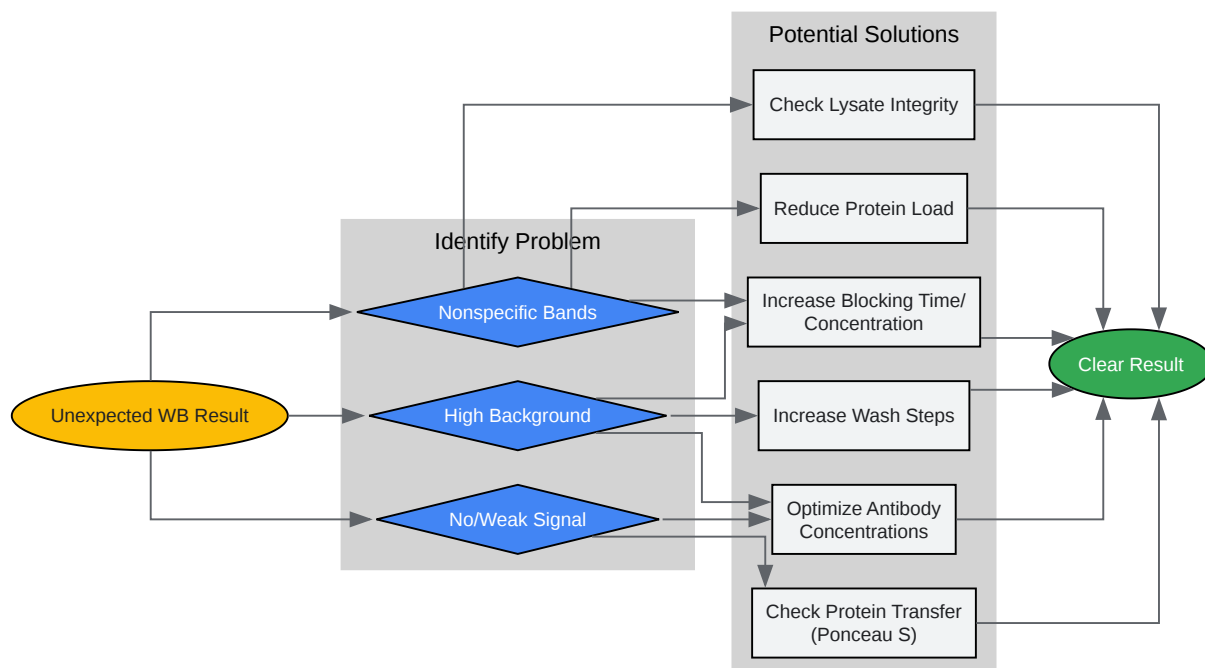 Potential Solutions
Check Lysate Integrity
Reduce Protein Load
Identify Problem
Nonspecific Bands
Increase Blocking Time/
Concentration
Clear Result
Unexpected WB Result
High Background
Increase Wash Steps
No/Weak Signal
Optimize Antibody
Concentrations
Check Protein Transfer
(Ponceau S)